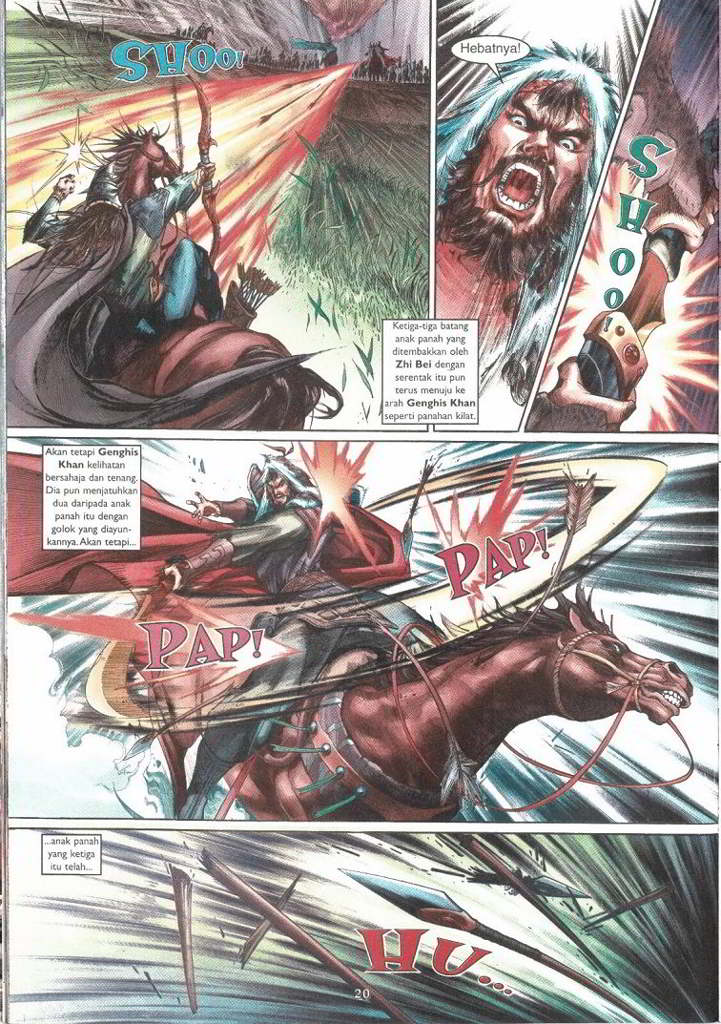 SHOO!
Hebatnya!
SHOO!
Ketiga-tiga batang
anak panah yang
ditembakkan oleh
Zhi Bei dengan
serentak itu pun
terus menuju ke
arah Genghis Khan
seperti panahan kilat.
Akan tetapi Genghis
Khan kelihatan
bersahaja dan tenang.
Dia pun menjatuhkan
dua daripada anak
panah itu dengan
golok yang diayun-
kannya. Akan tetapi...
PAP!
PAP!
...anak panah
yang ketiga
itu telah...
HU...
20